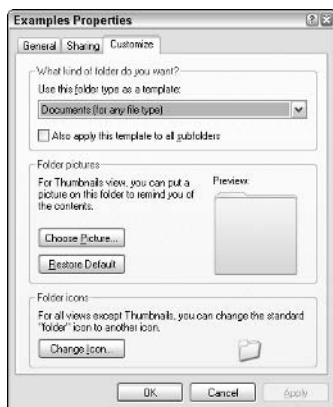 Examples Properties
General Sharing Customize
What kind of folder do you want?
Use this folder type as a template:
Documents (for any file type)
Also apply this template to all subfolders
Folder pictures
For Thumbnails view, you can put a
picture on this folder to remind you of
the contents.
Preview:
Choose Picture...
Restore Default
Folder icons
For all views except Thumbnails, you can change the standard
"folder" icon to another icon.
Change Icon...
OK Cancel Apply